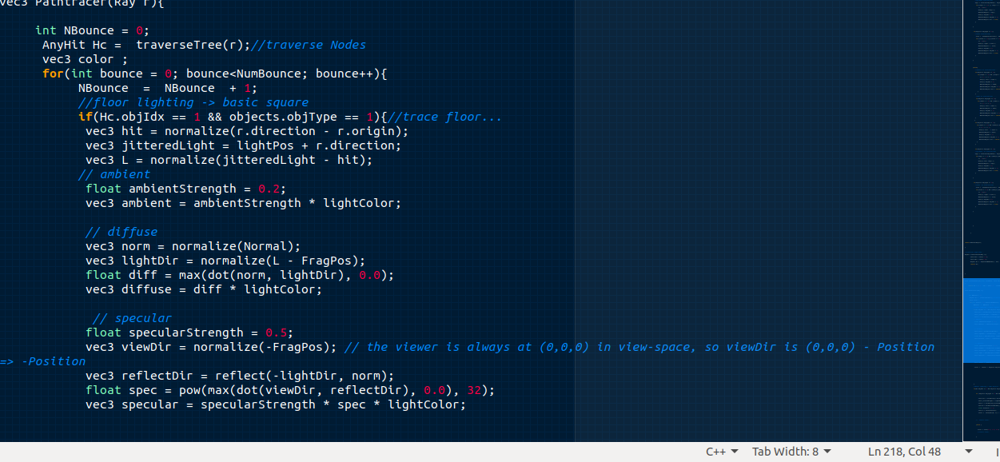 vec3 Pathtracer(Ray r){
int NBounce = 0;
AnyHit Hc =  traverseTree(r);//traverse Nodes
vec3 color ;
for(int bounce = 0; bounce<NumBounce; bounce++){
NBounce  =  NBounce  + 1;
//floor lighting -> basic square
if(Hc.objIdx == 1 && objects.objType == 1){//trace floor...
vec3 hit = normalize(r.direction - r.origin);
vec3 jitteredLight = lightPos + r.direction;
vec3 L = normalize(jitteredLight - hit);
// ambient
float ambientStrength = 0.2;
vec3 ambient = ambientStrength * lightColor;
// diffuse
vec3 norm = normalize(Normal);
vec3 lightDir = normalize(L - FragPos);
float diff = max(dot(norm, lightDir), 0.0);
vec3 diffuse = diff * lightColor;
// specular
float specularStrength = 0.5;
vec3 viewDir = normalize(-FragPos); // the viewer is always at (0,0,0) in view-space, so viewDir is (0,0,0) - Position
=> -Position
vec3 reflectDir = reflect(-lightDir, norm);
float spec = pow(max(dot(viewDir, reflectDir), 0.0), 32);
vec3 specular = specularStrength * spec * lightColor;
C++ Tab Width: 8 Ln 218, Col 48